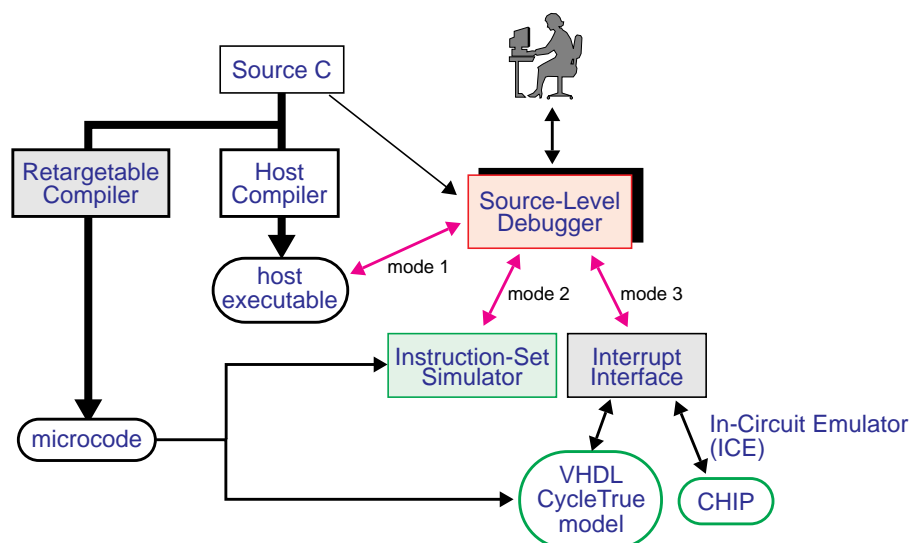 Source C
Retargetable
Compiler
Host
Compiler
Source-Level
Debugger
mode 1
host
executable
mode 2
mode 3
Instruction-Set
Simulator
Interrupt
Interface
microcode
In-Circuit Emulator
(ICE)
VHDL
CycleTrue
model
CHIP